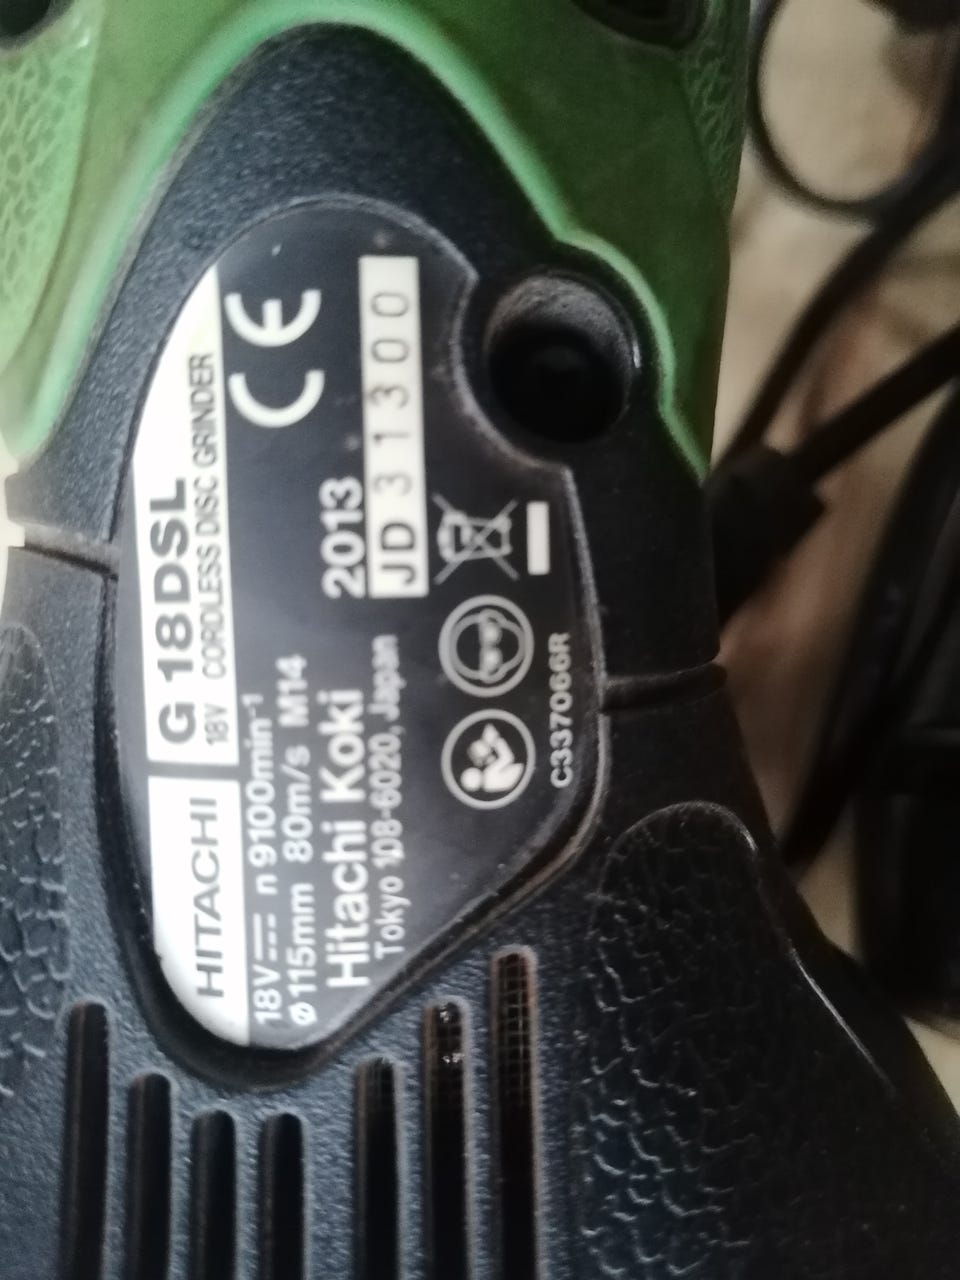 HITACHI
G 18DSL
18V CORDLESS DISC GRINDER
18V n 9100min⁻¹
ø115mm 80m/s M14
Hitachi Koki
Tokyo 108-6020, Japan
CE
2013
JD 31300
C337066R